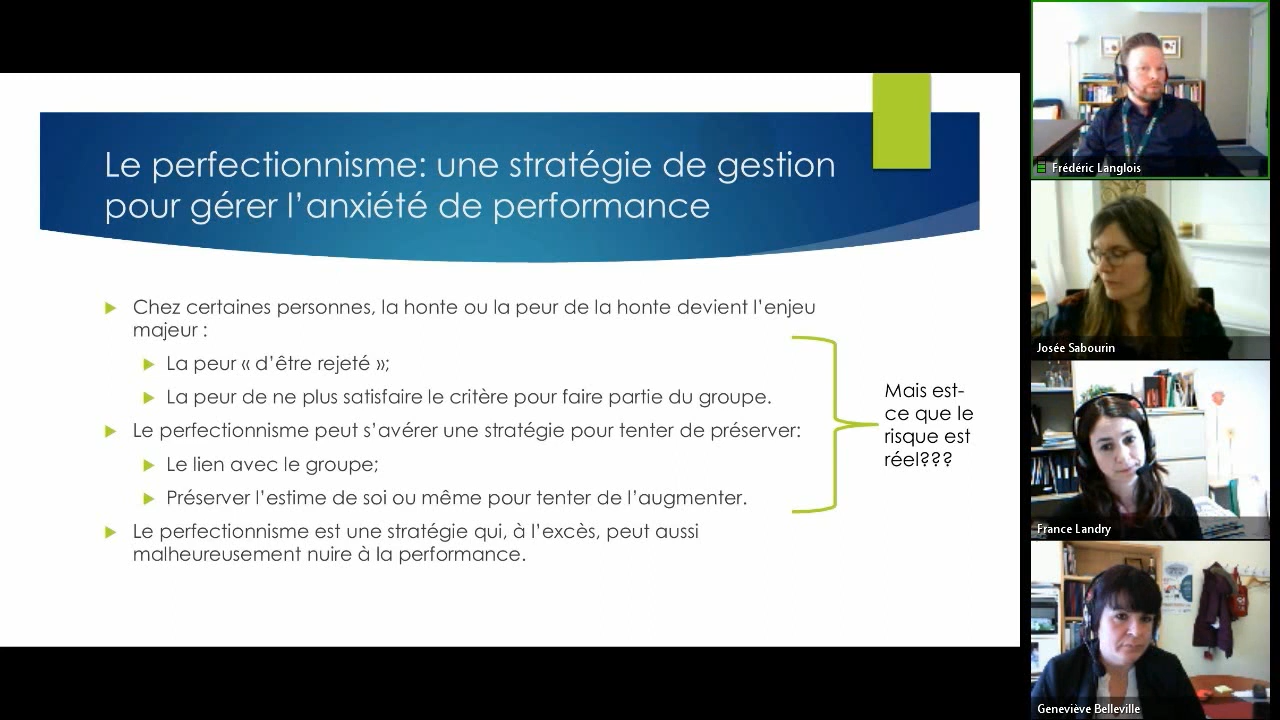 Le perfectionnisme: une stratégie de gestion
pour gérer l'anxiété de performance
Chez certaines personnes, la honte ou la peur de la honte devient l'enjeu
majeur :
La peur « d'être rejeté »;
La peur de ne plus satisfaire le critère pour faire partie du groupe.
Le perfectionnisme peut s'avérer une stratégie pour tenter de préserver:
Le lien avec le groupe;
Préserver l'estime de soi ou même pour tenter de l'augmenter.
Le perfectionnisme est une stratégie qui, à l'excès, peut aussi
malheureusement nuire à la performance.
Mais est-
ce que le
risque est
réel???
Frédéric Langlois
Josée Sabourin
France Landry
Geneviève Belleville